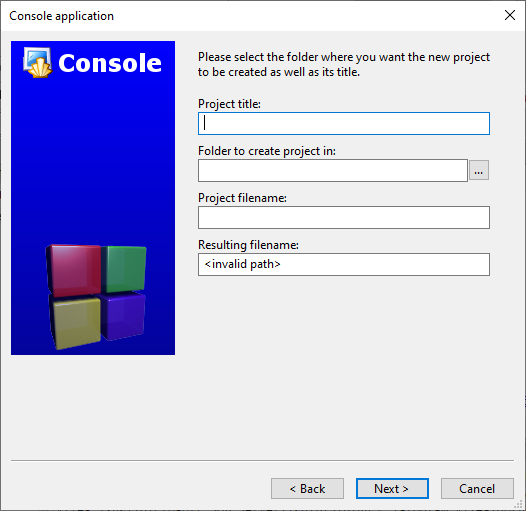 Console application
Console
Please select the folder where you want the new project
to be created as well as its title.
Project title:
Folder to create project in:
...
Project filename:
Resulting filename:
<invalid path>
< Back
Next >
Cancel